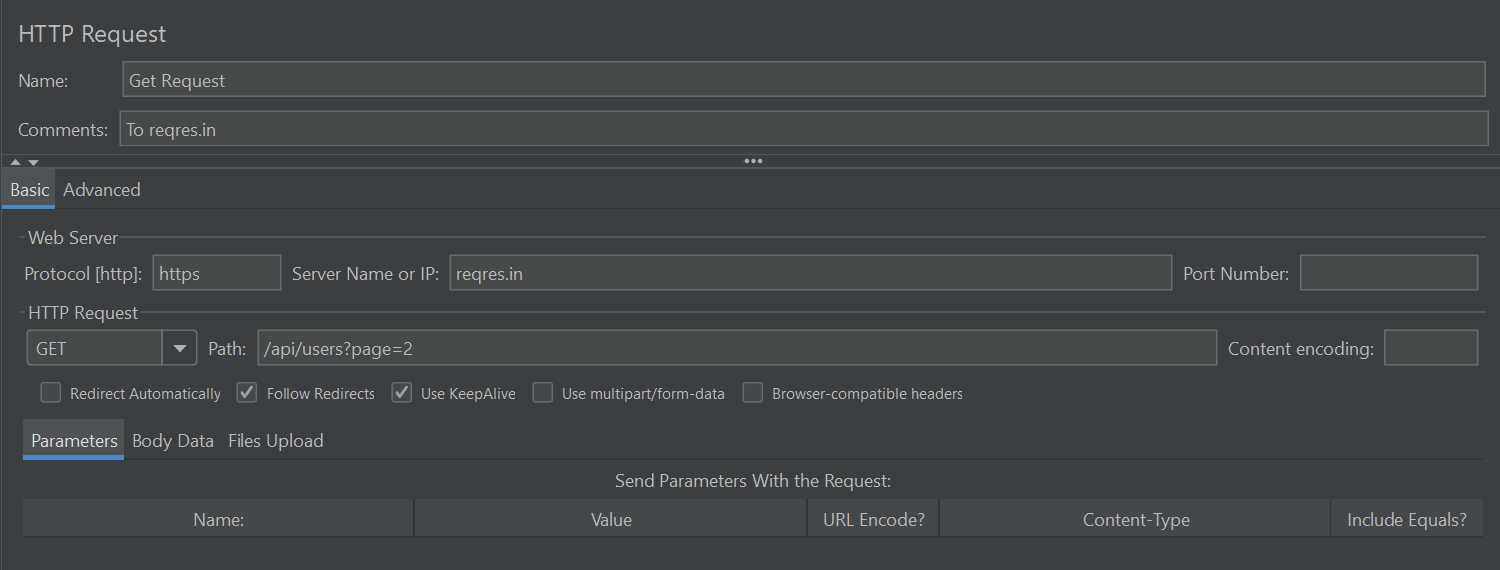 HTTP Request
Name: Get Request
Comments: To reqres.in
Basic Advanced
Web Server
Protocol [http]: https Server Name or IP: reqres.in Port Number:
HTTP Request
GET Path: /api/users?page=2 Content encoding:
Redirect Automatically Follow Redirects Use KeepAlive Use multipart/form-data Browser-compatible headers
Parameters Body Data Files Upload
Send Parameters With the Request:
Name: Value URL Encode? Content-Type Include Equals?